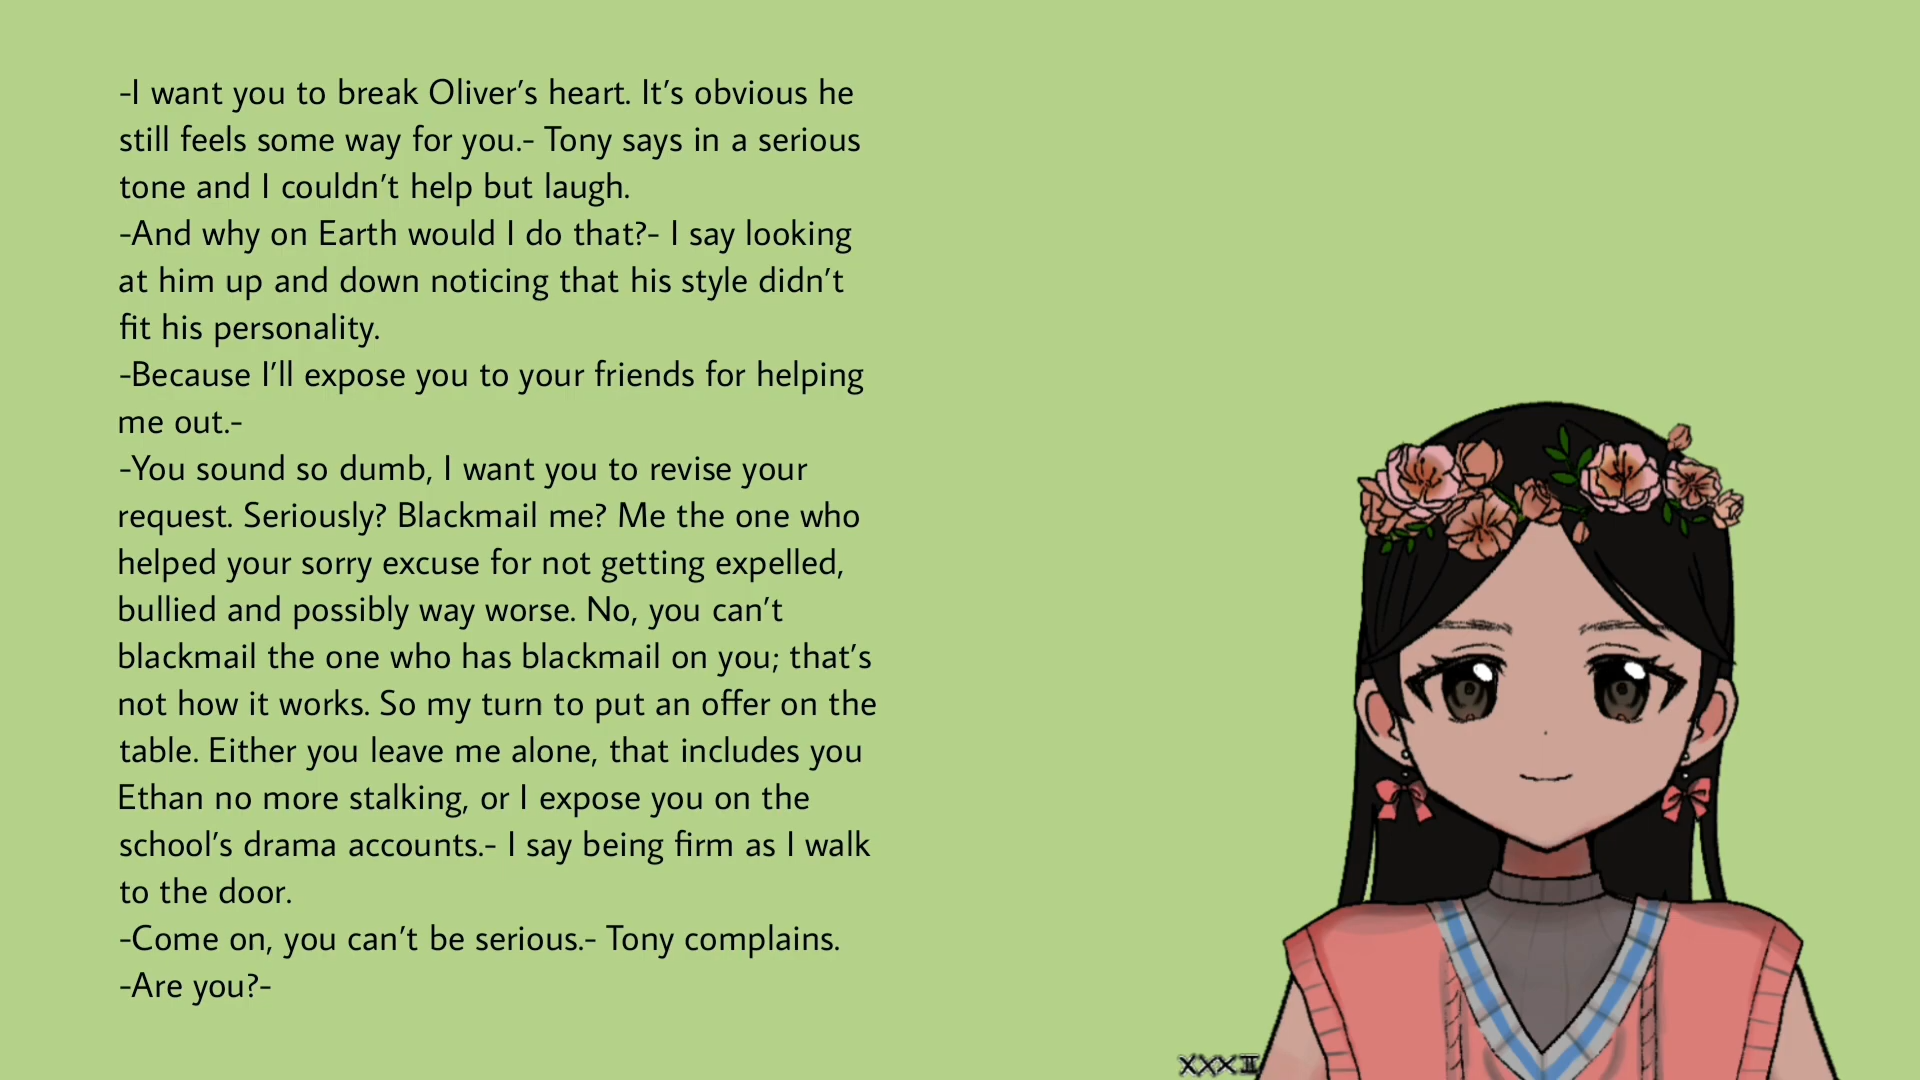 -I want you to break Oliver’s heart. It’s obvious he
still feels some way for you.- Tony says in a serious
tone and I couldn’t help but laugh.
-And why on Earth would I do that?- I say looking
at him up and down noticing that his style didn’t
fit his personality.
-Because I’ll expose you to your friends for helping
me out.-
-You sound so dumb, I want you to revise your
request. Seriously? Blackmail me? Me the one who
helped your sorry excuse for not getting expelled,
bullied and possibly way worse. No, you can’t
blackmail the one who has blackmail on you; that’s
not how it works. So my turn to put an offer on the
table. Either you leave me alone, that includes you
Ethan no more stalking, or I expose you on the
school’s drama accounts.- I say being firm as I walk
to the door.
-Come on, you can’t be serious.- Tony complains.
-Are you?-
XXXII